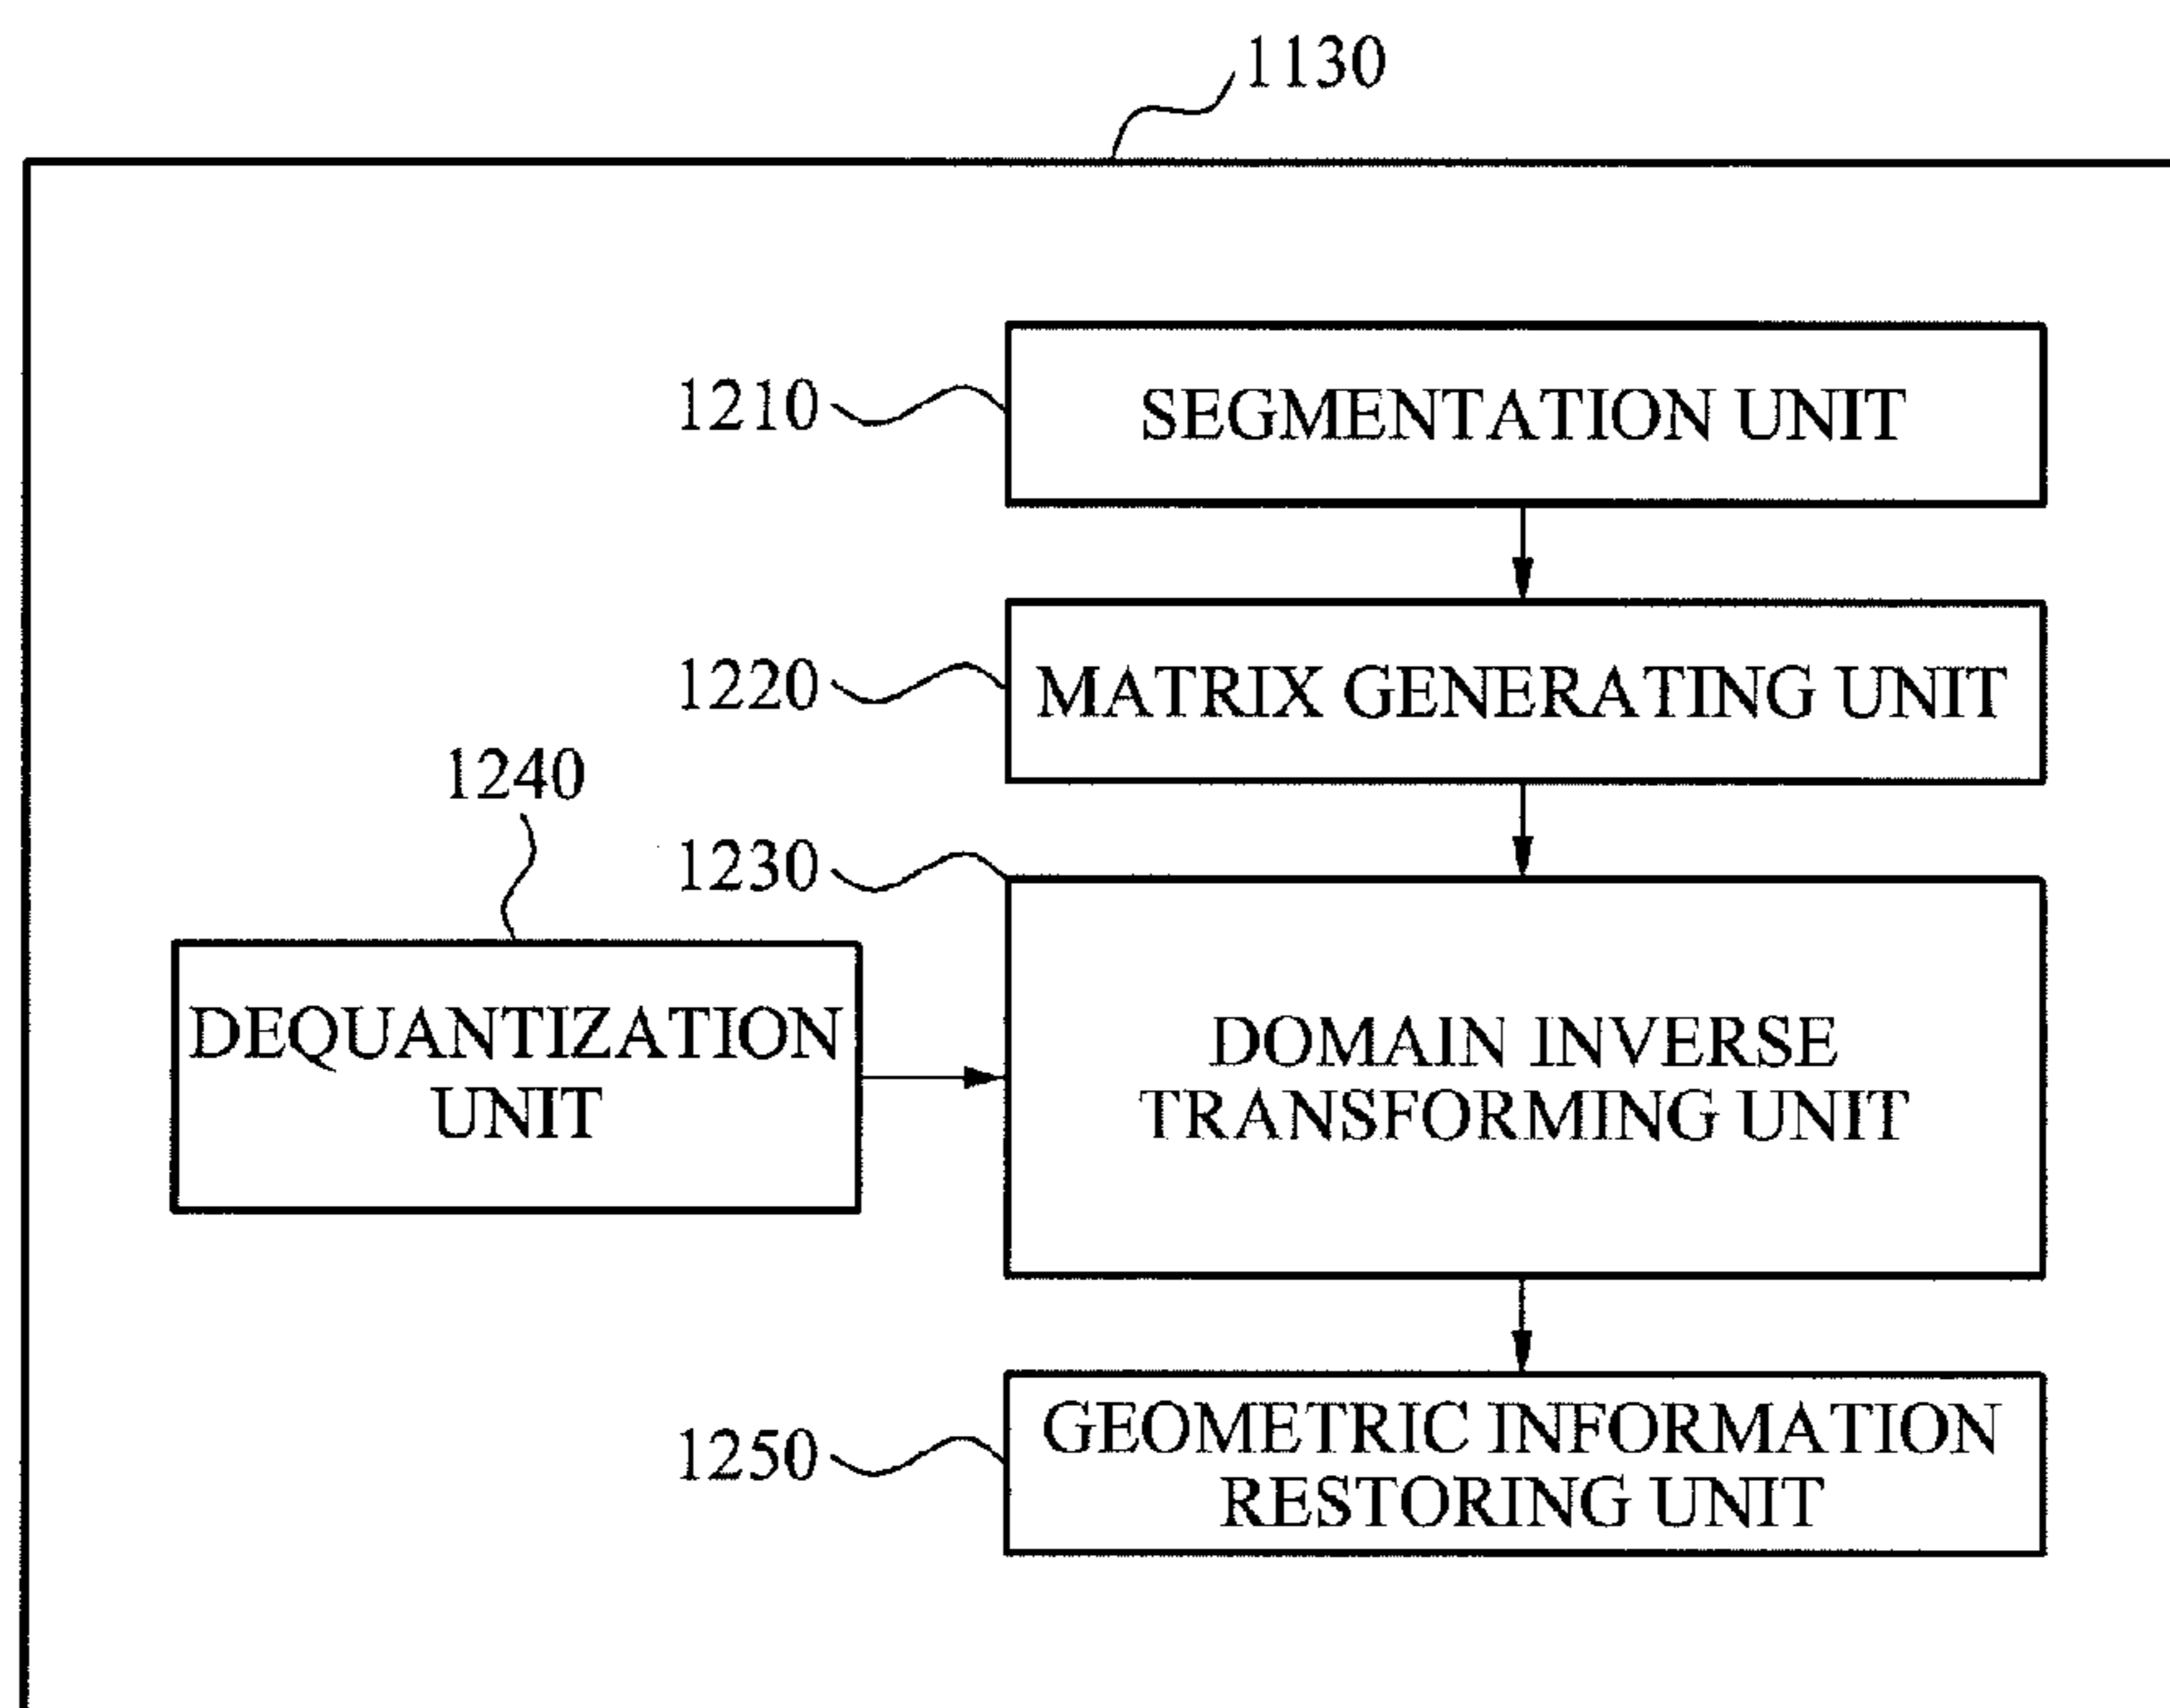 1130
1210
SEGMENTATION UNIT
1220
MATRIX GENERATING UNIT
1240
1230
DEQUANTIZATION
UNIT
DOMAIN INVERSE
TRANSFORMING UNIT
1250
GEOMETRIC INFORMATION
RESTORING UNIT